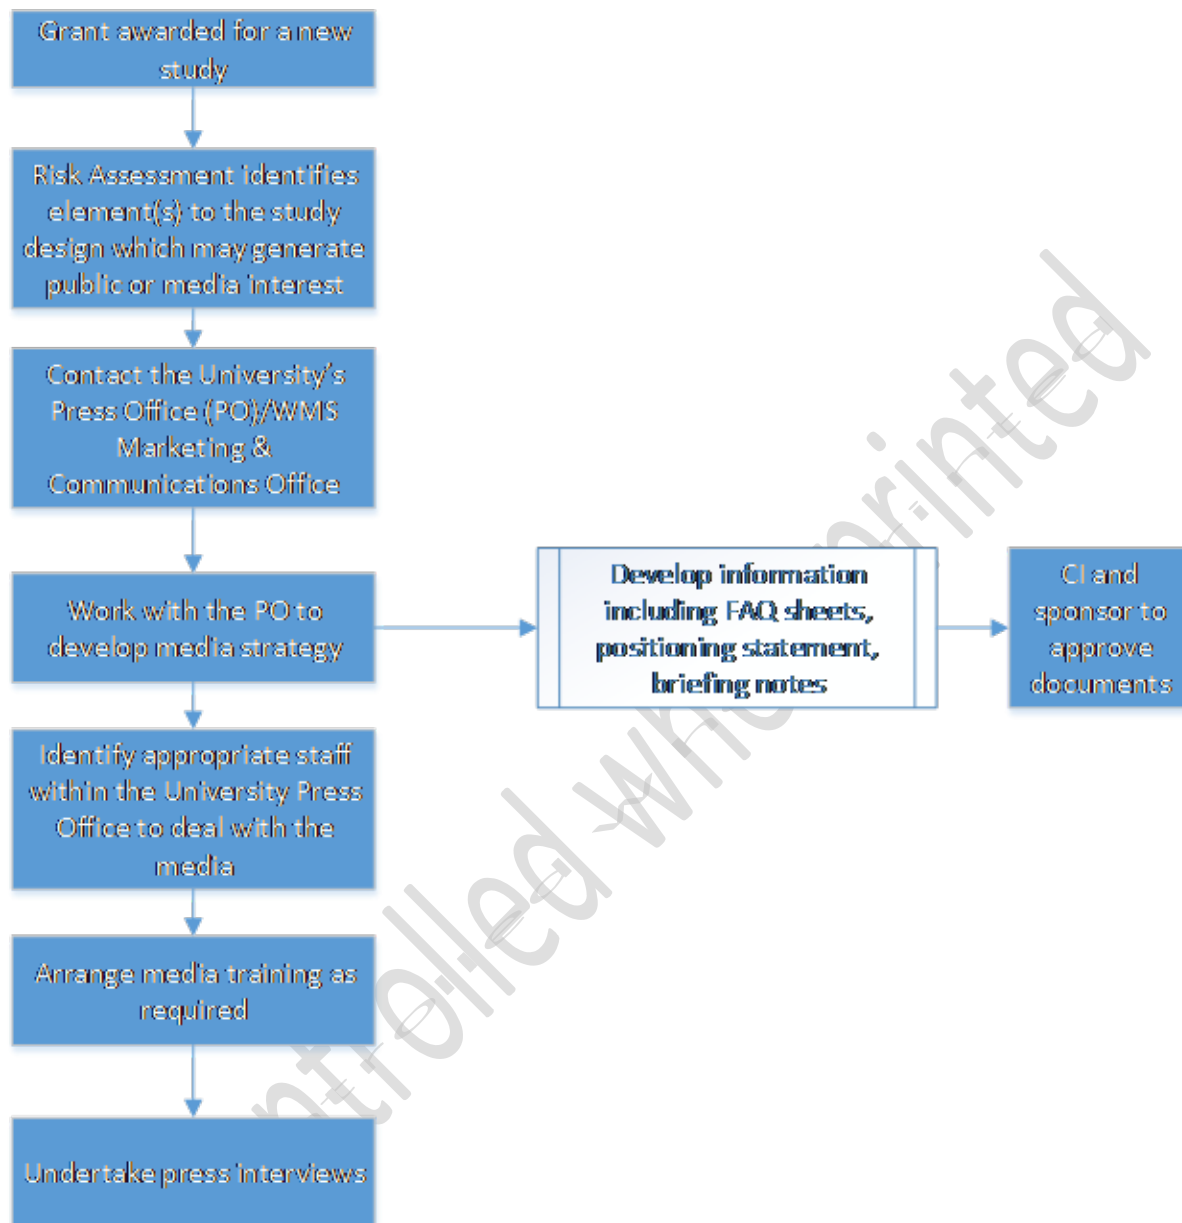 Grant awarded for a new
study
Risk Assessment identifies
element(s) to the study
design which may generate
public or media interest
Contact the University's
Press Office (PO)/WMS
Marketing &
Communications Office
Work with the PO to
develop media strategy
Develop information
including FAQ sheets,
positioning statement,
briefing notes
CI and
sponsor to
approve
documents
Identify appropriate staff
within the University Press
Office to deal with the
media
Arrange media training as
required
Undertake press interviews